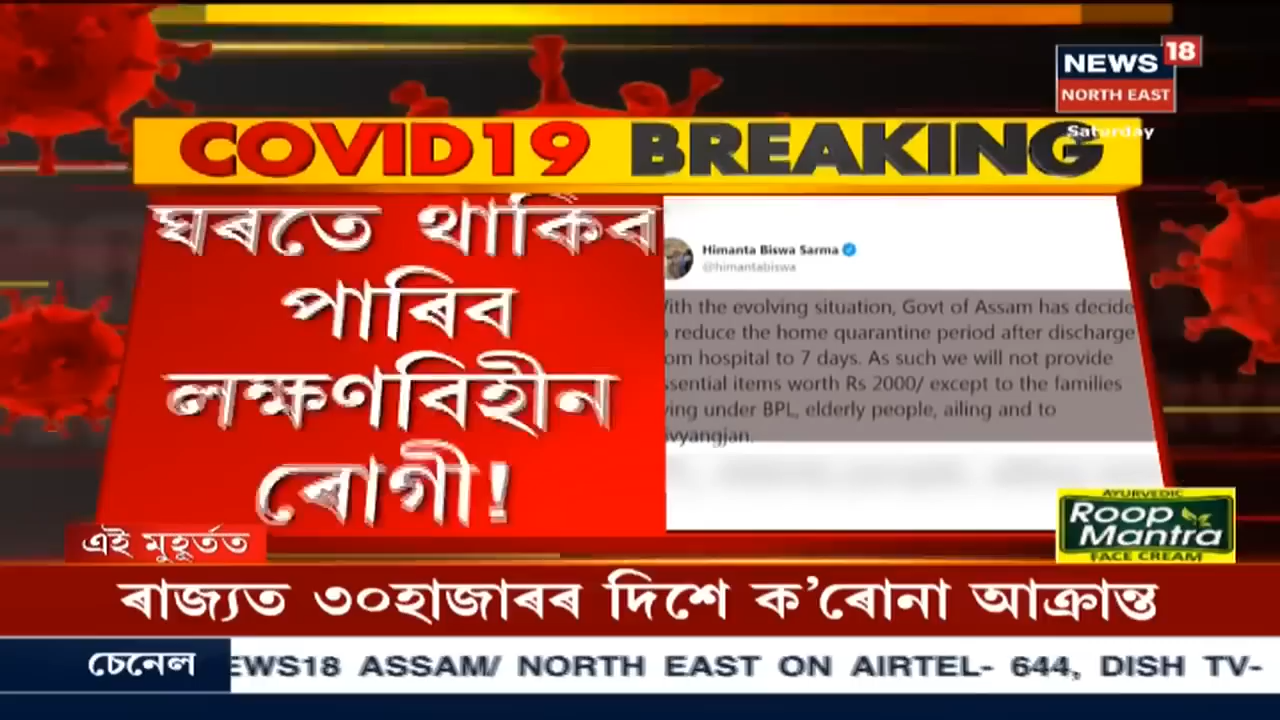 NEWS 18
NORTH EAST
Saturday
COVID19 BREAKING
ঘৰতে থাকিব
পাৰিব
লক্ষণবিহীন
ৰোগী!
Himanta Biswa Sarma
@himantabiswa
ith the evolving situation, Govt of Assam has decide
reduce the home quarantine period after discharge
om hospital to 7 days. As such we will not provide
ssential items worth Rs 2000/ except to the families
ing under BPL, elderly people, ailing and to
vyangjan.
AYURVEDIC
Roop
Mantra
FACE CREAM
এই মুহূৰ্তত
ৰাজ্যত ৩০হাজাৰৰ দিশে ক'ৰোনা আক্ৰান্ত
চেনেল EWS18 ASSAM/ NORTH EAST ON AIRTEL- 644, DISH TV-